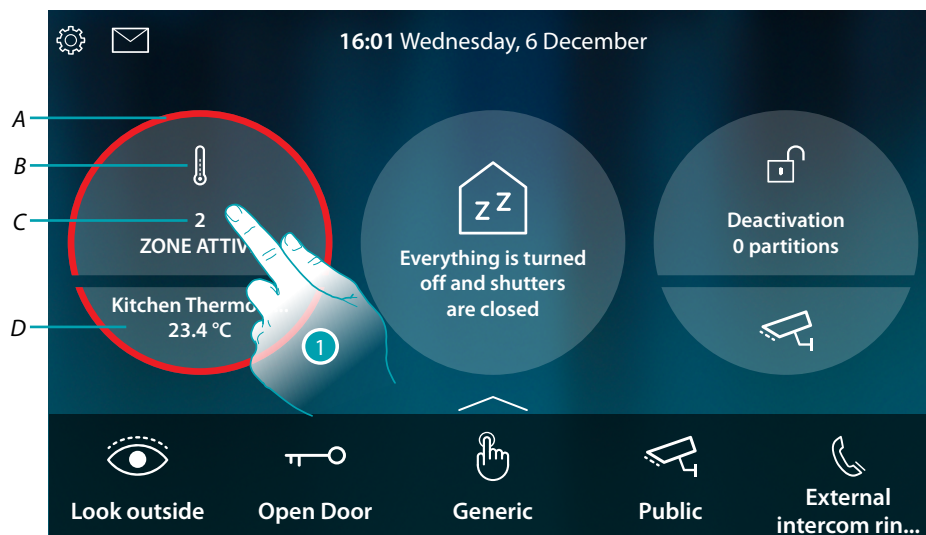 16:01 Wednesday, 6 December
A
B
C
D
2
ZONE ATTIV
Kitchen Thermo
23.4 °C
1
Everything is turned
off and shutters
are closed
Deactivation
0 partitions
z Z
Look outside
Open Door
Generic
Public
External
intercom rin...